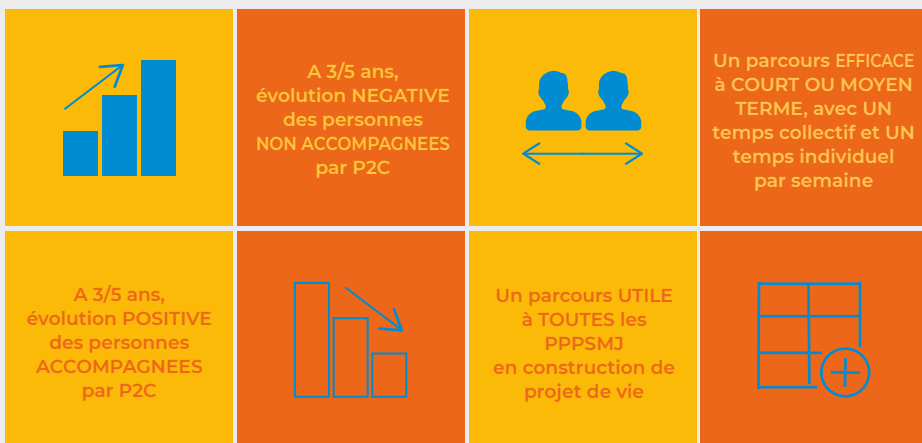 A 3/5 ans,
évolution NEGATIVE
des personnes
NON ACCOMPAGNEES
par P2C
Un parcours EFFICACE
à COURT OU MOYEN
TERME, avec UN
temps collectif et UN
temps individuel
par semaine
A 3/5 ans,
évolution POSITIVE
des personnes
ACCOMPAGNEES
par P2C
Un parcours UTILE
à TOUTES les
PPPSMJ
en construction de
projet de vie